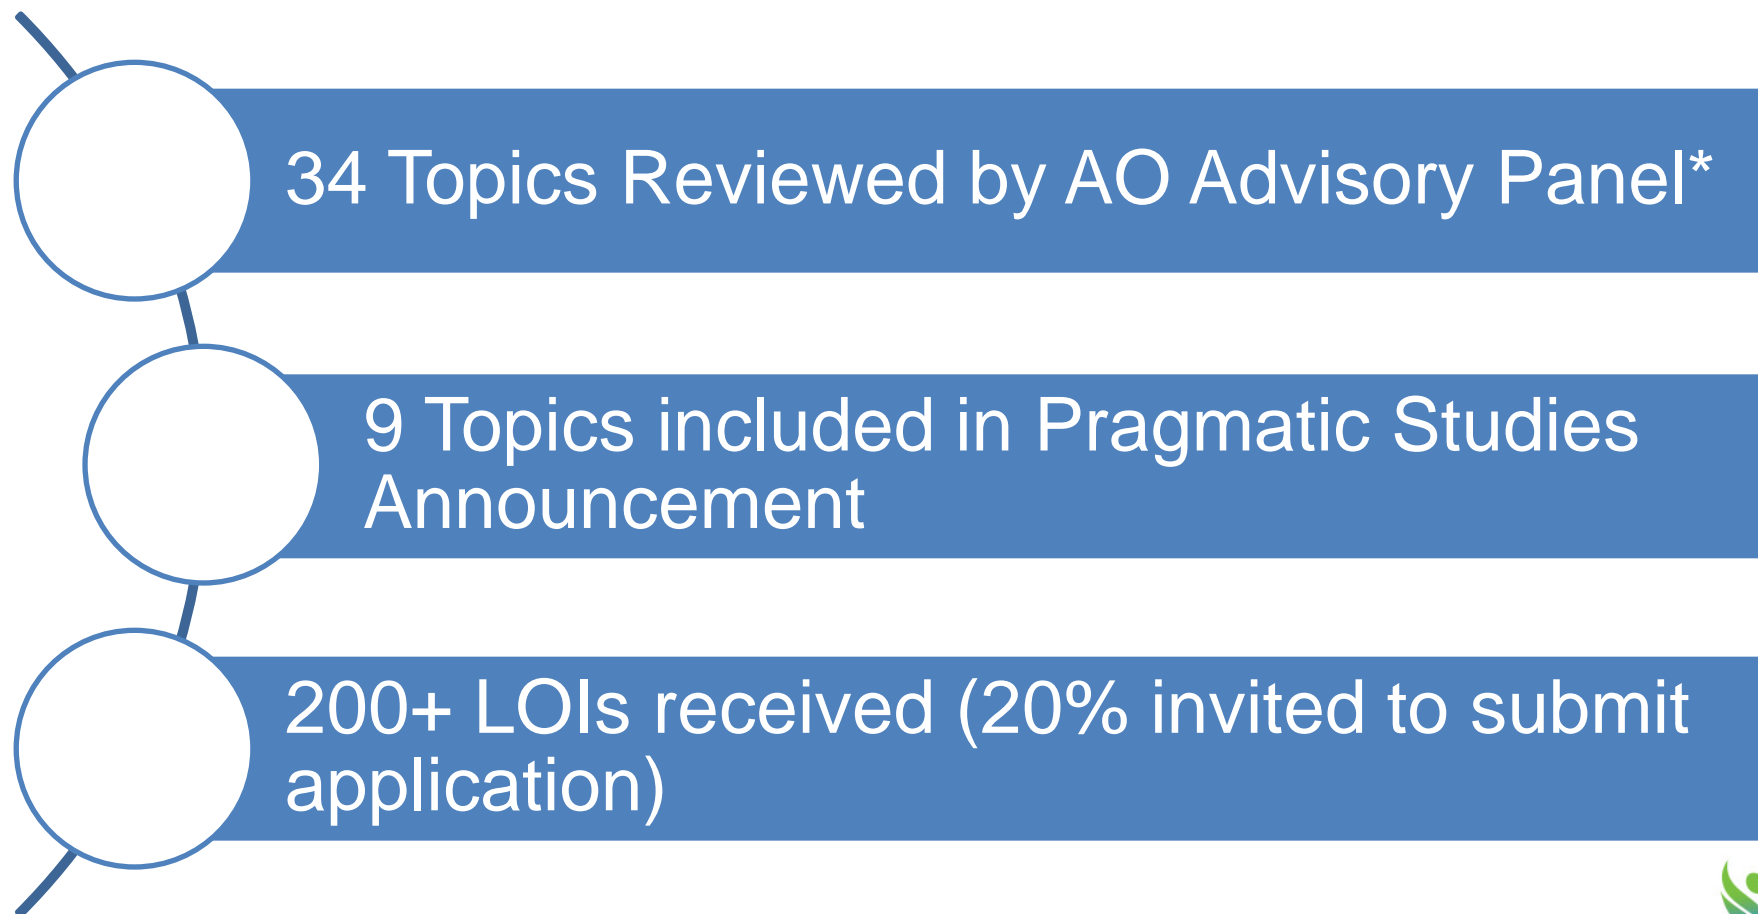 34 Topics Reviewed by AO Advisory Panel*
9 Topics included in Pragmatic Studies
Announcement
200+ LOIs received (20% invited to submit
application)